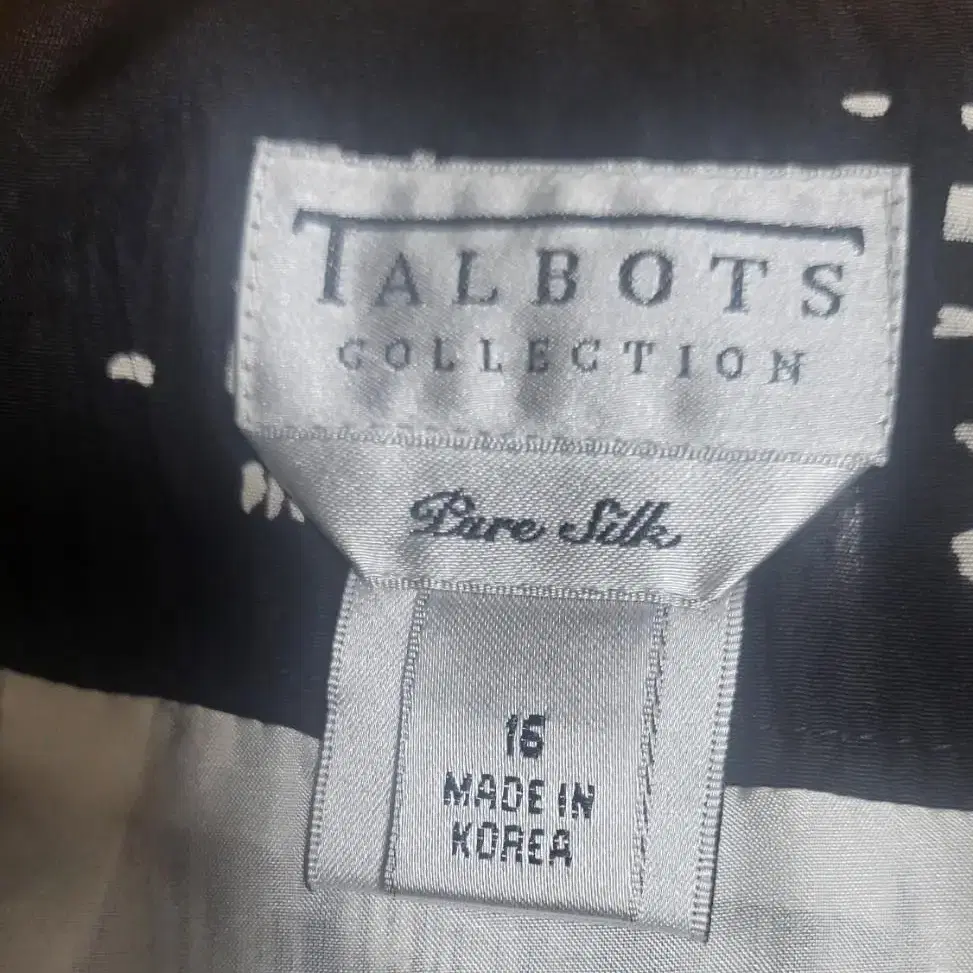 TALBOTS
COLLECTION
Pure Silk
16
MADE IN
KOREA